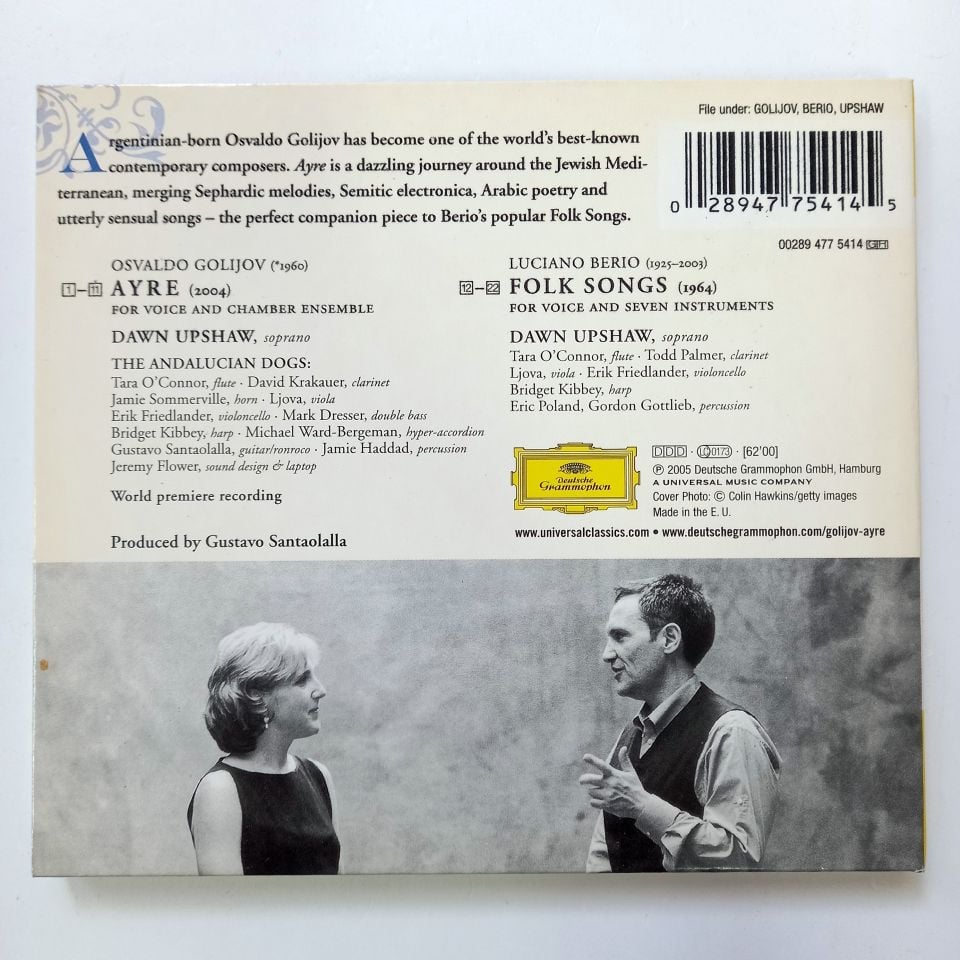 File under: GOLIJOV, BERIO, UPSHAW
Argentinian-born Osvaldo Golijov has become one of the world's best-known
contemporary composers. Ayre is a dazzling journey around the Jewish Medi-
terranean, merging Sephardic melodies, Semitic electronica, Arabic poetry and
utterly sensual songs – the perfect companion piece to Berio's popular Folk Songs.
0 28947 75414 5
00289 477 5414 GH
OSVALDO GOLIJOV (*1960)
1–11 AYRE (2004)
FOR VOICE AND CHAMBER ENSEMBLE
DAWN UPSHAW, soprano
THE ANDALUCIAN DOGS:
Tara O'Connor, flute · David Krakauer, clarinet
Jamie Sommerville, horn · Ljova, viola
Erik Friedlander, violoncello · Mark Dresser, double bass
Bridget Kibbey, harp · Michael Ward-Bergeman, hyper-accordion
Gustavo Santaolalla, guitar/ronroco · Jamie Haddad, percussion
Jeremy Flower, sound design & laptop
World premiere recording
Produced by Gustavo Santaolalla
LUCIANO BERIO (1925–2003)
12–22 FOLK SONGS (1964)
FOR VOICE AND SEVEN INSTRUMENTS
DAWN UPSHAW, soprano
Tara O'Connor, flute · Todd Palmer, clarinet
Ljova, viola · Erik Friedlander, violoncello
Bridget Kibbey, harp
Eric Poland, Gordon Gottlieb, percussion
Deutsche
Grammophon
DDD · LC 0173 · [62'00]
℗ 2005 Deutsche Grammophon GmbH, Hamburg
A UNIVERSAL MUSIC COMPANY
Cover Photo: © Colin Hawkins/getty images
Made in the E. U.
www.universalclassics.com • www.deutschegrammophon.com/golijov-ayre